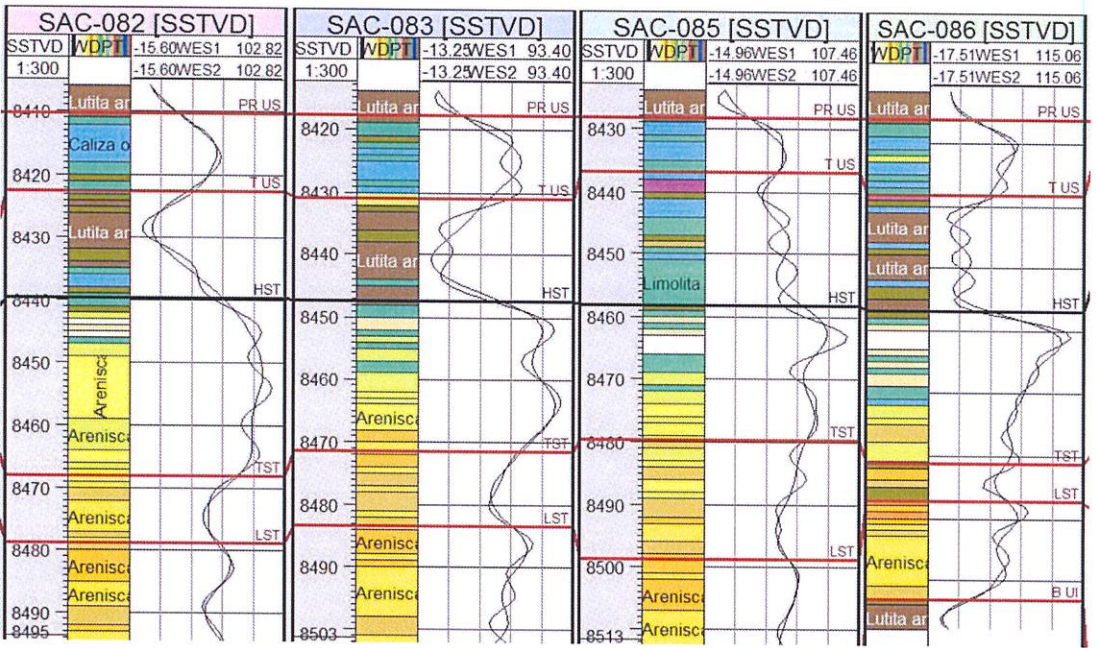 SAC-082 [SSTVD]
SSTVD WDPTI -15.60WES1 102.82
1:300 -15.60WES2 102.82
PR US
8410
Lutita ar
Caliza o
8420
T US
8430
Lutita ar
HST
8440
8450
Arenisca
8460
Arenisca
TST
8470
Arenisca
LST
8480
Arenisca
Arenisca
8490
8495
SAC-083 [SSTVD]
SSTVD WDPTI -13.25WES1 93.40
1:300 -13.25WES2 93.40
Lutita ar
PR US
8420
T US
8430
8440
Lutita ar
HST
8450
8460
Arenisca
8470
TST
8480
LST
Arenisca
8490
Arenisca
8503
SAC-085 [SSTVD]
SSTVD WDPTI -14.96WES1 107.46
1:300 -14.96WES2 107.46
Lutita ar
PR US
8430
T US
8440
8450
Limolita
HST
8460
8470
TST
8480
8490
LST
8500
Arenisca
8513
Arenisca
SAC-086 [SSTVD]
WDPTI -17.51WES1 115.06
-17.51WES2 115.06
Lutita ar
PR US
T US
Lutita ar
Lutita ar
HST
TST
LST
Arenisca
B UI
Lutita ar